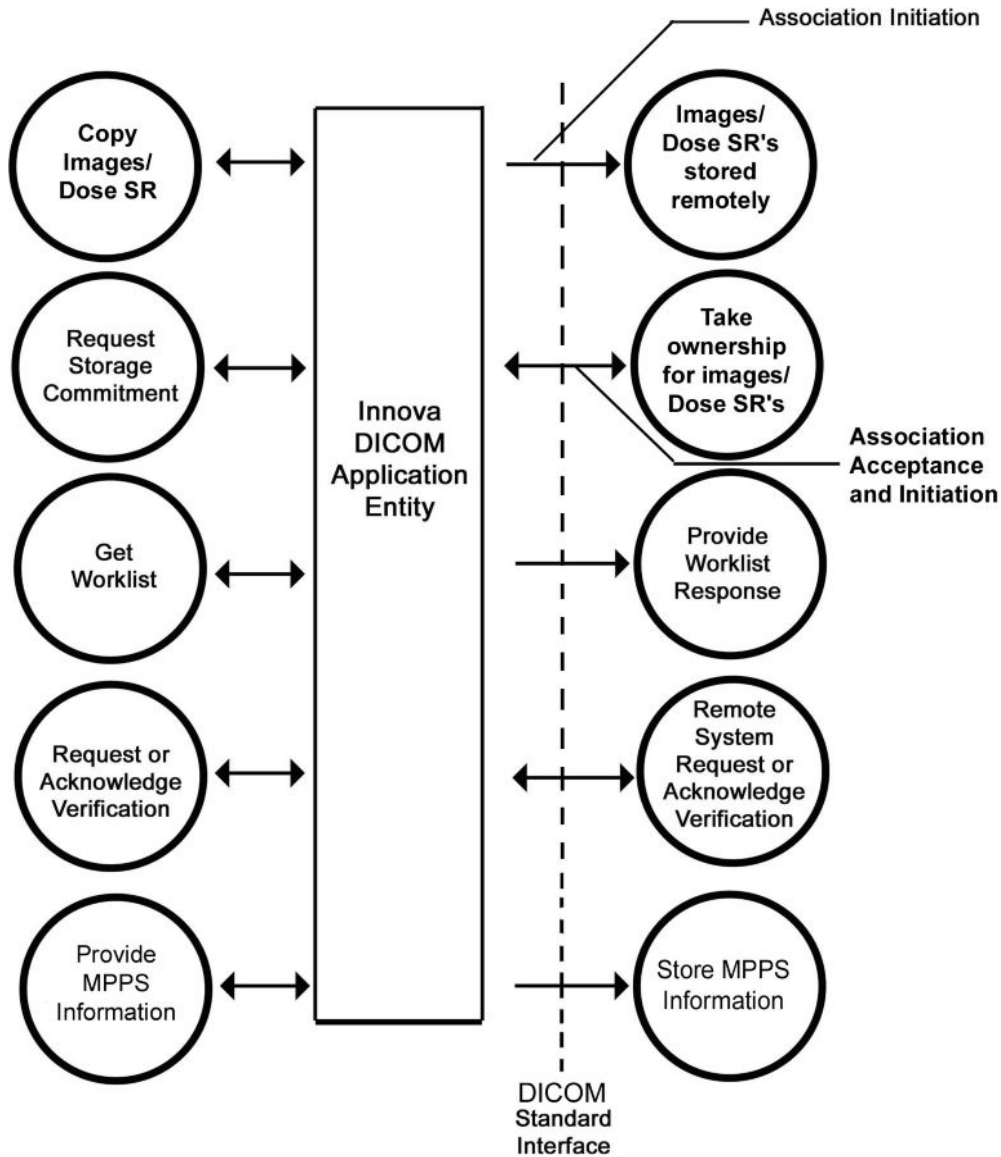 Association Initiation
Copy
Images/
Dose SR
Images/
Dose SR's
stored
remotely
Request
Storage
Commitment
Innova
DICOM
Application
Entity
Take
ownership
for images/
Dose SR's
Association
Acceptance
and Initiation
Get
Worklist
Provide
Worklist
Response
Request or
Acknowledge
Verification
Remote
System
Request or
Acknowledge
Verification
Provide
MPPS
Information
Store MPPS
Information
DICOM
Standard
Interface